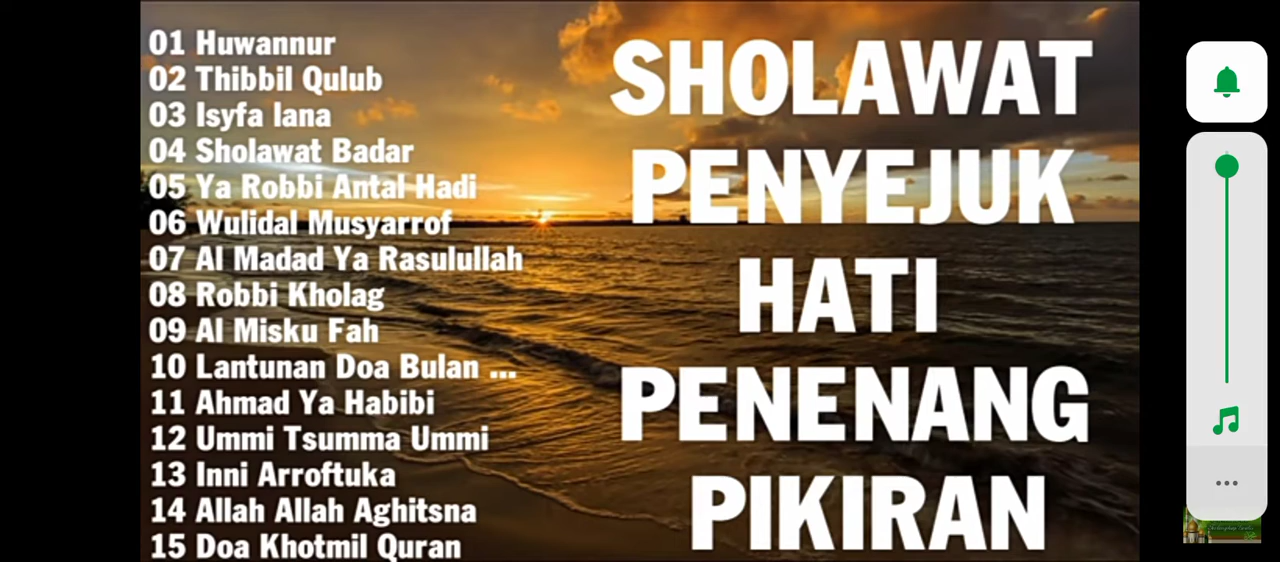 01 Huwannur
02 Thibbil Qulub
03 Isyfa lana
04 Sholawat Badar
05 Ya Robbi Antal Hadi
06 Wulidal Musyarrof
07 Al Madad Ya Rasulullah
08 Robbi Kholag
09 Al Misku Fah
10 Lantunan Doa Bulan ...
11 Ahmad Ya Habibi
12 Ummi Tsumma Ummi
13 Inni Arroftuka
14 Allah Allah Aghitsna
15 Doa Khotmil Quran
SHOLAWAT
PENYEJUK
HATI
PENENANG
PIKIRAN